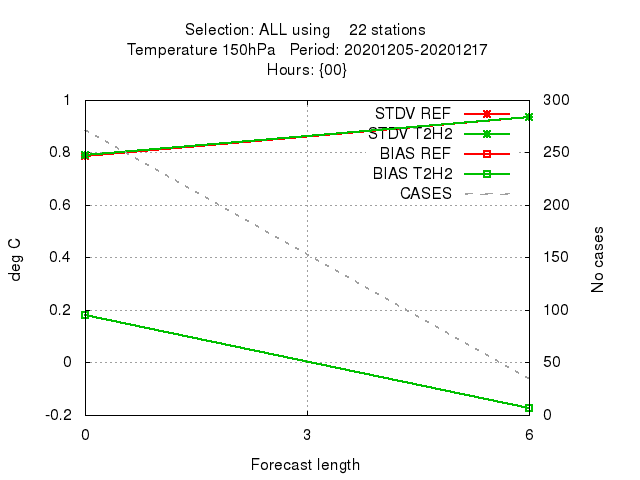 Selection: ALL using    22 stations
Temperature 150hPa   Period: 20201205-20201217
Hours: {00}
1
0.8
0.6
0.4
0.2
0
-0.2
deg C
STDV REF
STDV T2H2
BIAS REF
BIAS T2H2
CASES
300
250
200
150
100
50
0
No cases
0 3 6
Forecast length